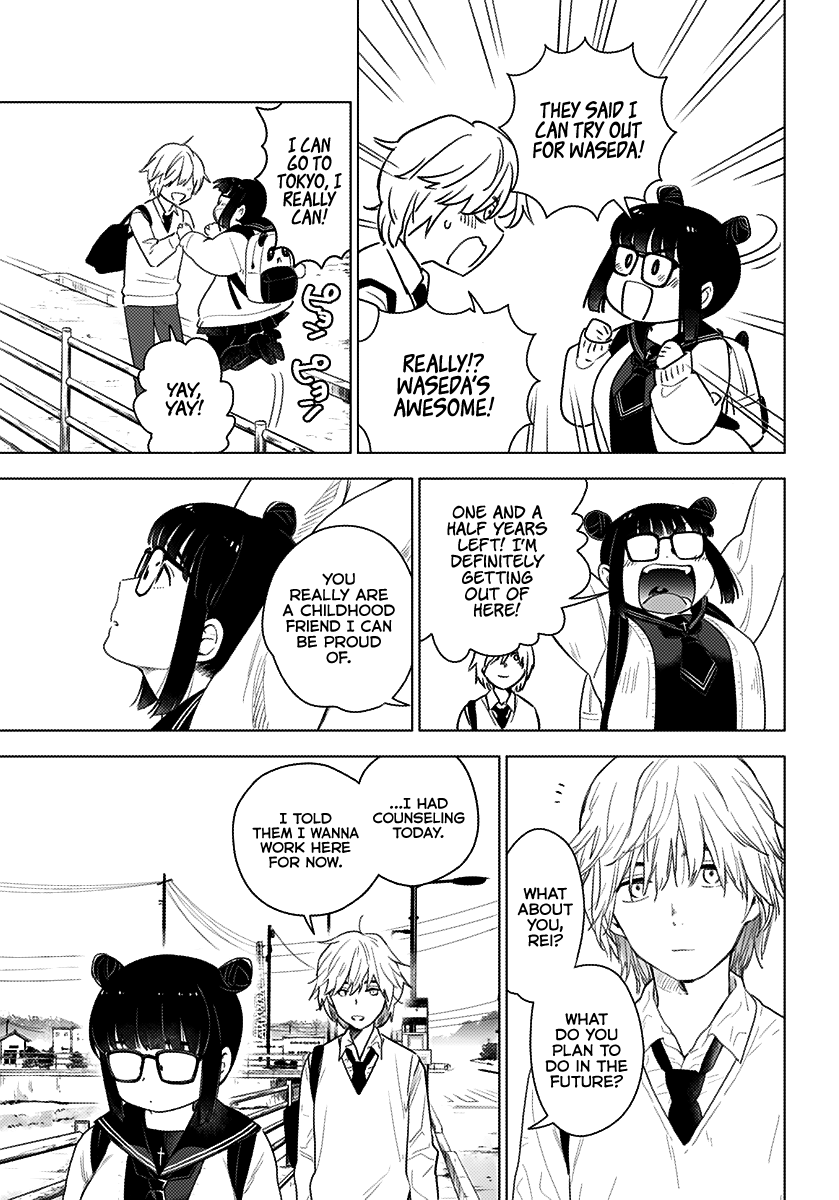 THEY SAID I
CAN TRY OUT
FOR WASEDA!
REALLY!?
WASEDA'S
AWESOME!
I CAN
GO TO
TOKYO, I
REALLY
CAN!
YAY,
YAY!
ONE AND A
HALF YEARS
LEFT! I'M
DEFINITELY
GETTING
OUT OF
HERE!
YOU
REALLY ARE
A CHILDHOOD
FRIEND I CAN
BE PROUD
OF.
WHAT
ABOUT
YOU,
REI?
WHAT
DO YOU
PLAN TO
DO IN THE
FUTURE?
...I HAD
COUNSELING
TODAY.
I TOLD
THEM I WANNA
WORK HERE
FOR NOW.